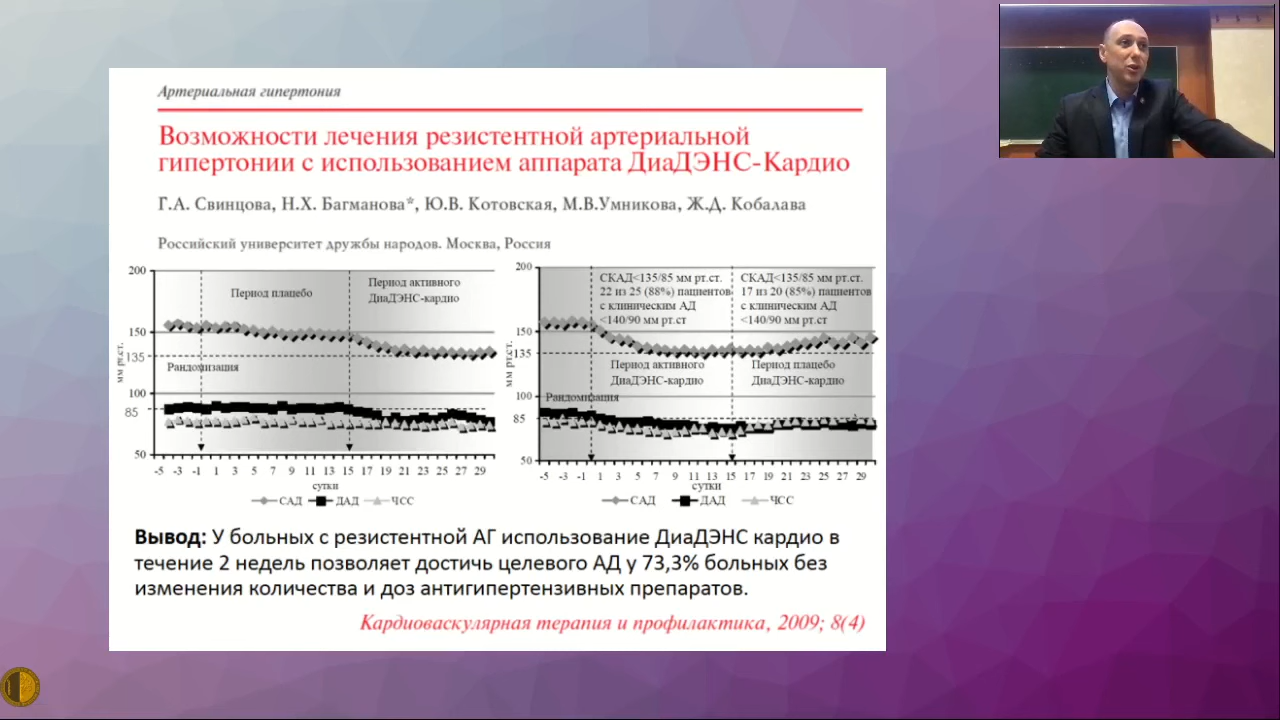 Артериальная гипертония
Возможности лечения резистентной артериальной
гипертонии с использованием аппарата ДиаДЭНС-Кардио
Г.А. Свинцова, Н.Х. Багманова*, Ю.В. Котовская, М.В.Умникова, Ж.Д. Кобалава
Российский университет дружбы народов. Москва, Россия
200
150
135
100
85
50
мм рт.ст.
Период плацебо
Период активного
ДиаДЭНС-кардио
Рандомизация
-5 -3 -1 1 3 5 7 9 11 13 15 17 19 21 23 25 27 29
сутки
САД ДАД ЧСС
200
150
135
100
85
50
мм рт.ст.
СКАД<135/85 мм рт.ст.
22 из 25 (88%) пациентов
с клиническим АД
<140/90 мм рт.ст
СКАД<135/85 мм рт.ст.
17 из 20 (85%) пациентов
с клиническим АД
<140/90 мм рт.ст
Период активного
ДиаДЭНС-кардио
Период плацебо
ДиаДЭНС-кардио
Рандомизация
-5 -3 -1 1 3 5 7 9 11 13 15 17 19 21 23 25 27 29
сутки
САД ДАД ЧСС
Вывод: У больных с резистентной АГ использование ДиаДЭНС кардио в
течение 2 недель позволяет достичь целевого АД у 73,3% больных без
изменения количества и доз антигипертензивных препаратов.
Кардиоваскулярная терапия и профилактика, 2009; 8(4)